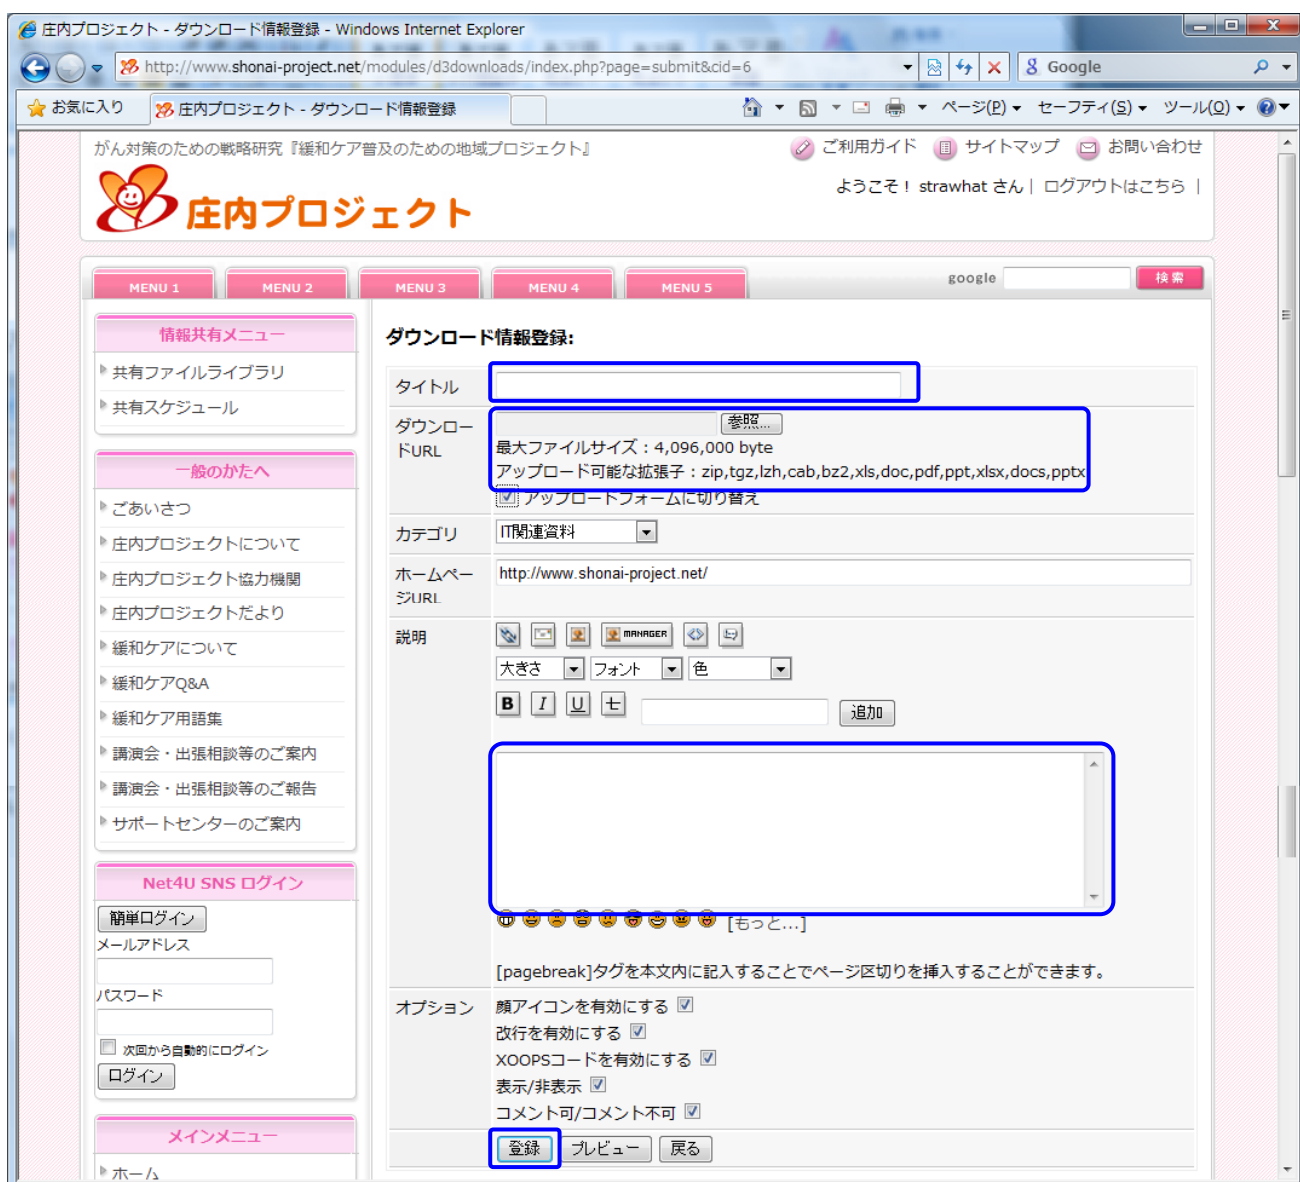 庄内プロジェクト - ダウンロード情報登録 - Windows Internet Explorer
http://www.shonai-project.net/modules/d3downloads/index.php?page=submit&cid=6
Google
お気に入り
庄内プロジェクト - ダウンロード情報登録
ページ(P)
セーフティ(S)
ツール(O)
がん対策のための戦略研究『緩和ケア普及のための地域プロジェクト』
ご利用ガイド
サイトマップ
お問い合わせ
庄内プロジェクト
ようこそ！ strawhat さん｜ ログアウトはこちら ｜
MENU 1
MENU 2
MENU 3
MENU 4
MENU 5
google
検索
情報共有メニュー
共有ファイルライブラリ
共有スケジュール
一般のかたへ
ごあいさつ
庄内プロジェクトについて
庄内プロジェクト協力機関
庄内プロジェクトだより
緩和ケアについて
緩和ケアQ&A
緩和ケア用語集
講演会・出張相談等のご案内
講演会・出張相談等のご報告
サポートセンターのご案内
Net4U SNS ログイン
簡単ログイン
メールアドレス
パスワード
次回から自動的にログイン
ログイン
メインメニュー
ホーム
ダウンロード情報登録:
タイトル
ダウンロードURL
参照...
最大ファイルサイズ：4,096,000 byte
アップロード可能な拡張子：zip,tgz,lzh,cab,bz2,xls,doc,pdf,ppt,xlsx,docs,pptx
アップロートフォームに切り替え
カテゴリ
IT関連資料
ホームページURL
http://www.shonai-project.net/
説明
MANAGER
大きさ
フォント
色
B
I
U
七
追加
[もっと...]
[pagebreak]タグを本文内に記入することでページ区切りを挿入することができます。
オプション
顔アイコンを有効にする
改行を有効にする
XOOPSコードを有効にする
表示/非表示
コメント可/コメント不可
登録
プレビュー
戻る